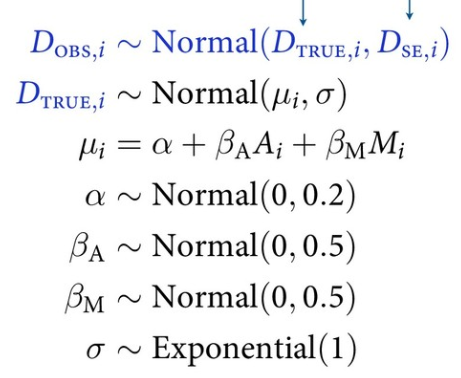 D_OBS,i ∼ Normal(D_TRUE,i, D_SE,i)
D_TRUE,i ∼ Normal(μ_i, σ)
μ_i = α + β_A A_i + β_M M_i
α ∼ Normal(0, 0.2)
β_A ∼ Normal(0, 0.5)
β_M ∼ Normal(0, 0.5)
σ ∼ Exponential(1)